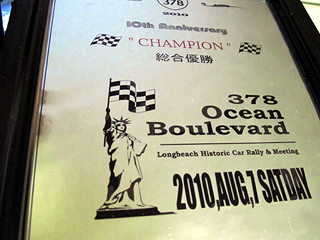 378
2010
10th Anniversary
" CHAMPION "
総合優勝
378
Ocean
Boulevard
Longbeach Historic Car Rally & Meeting
2010,AUG,7 SATDAY